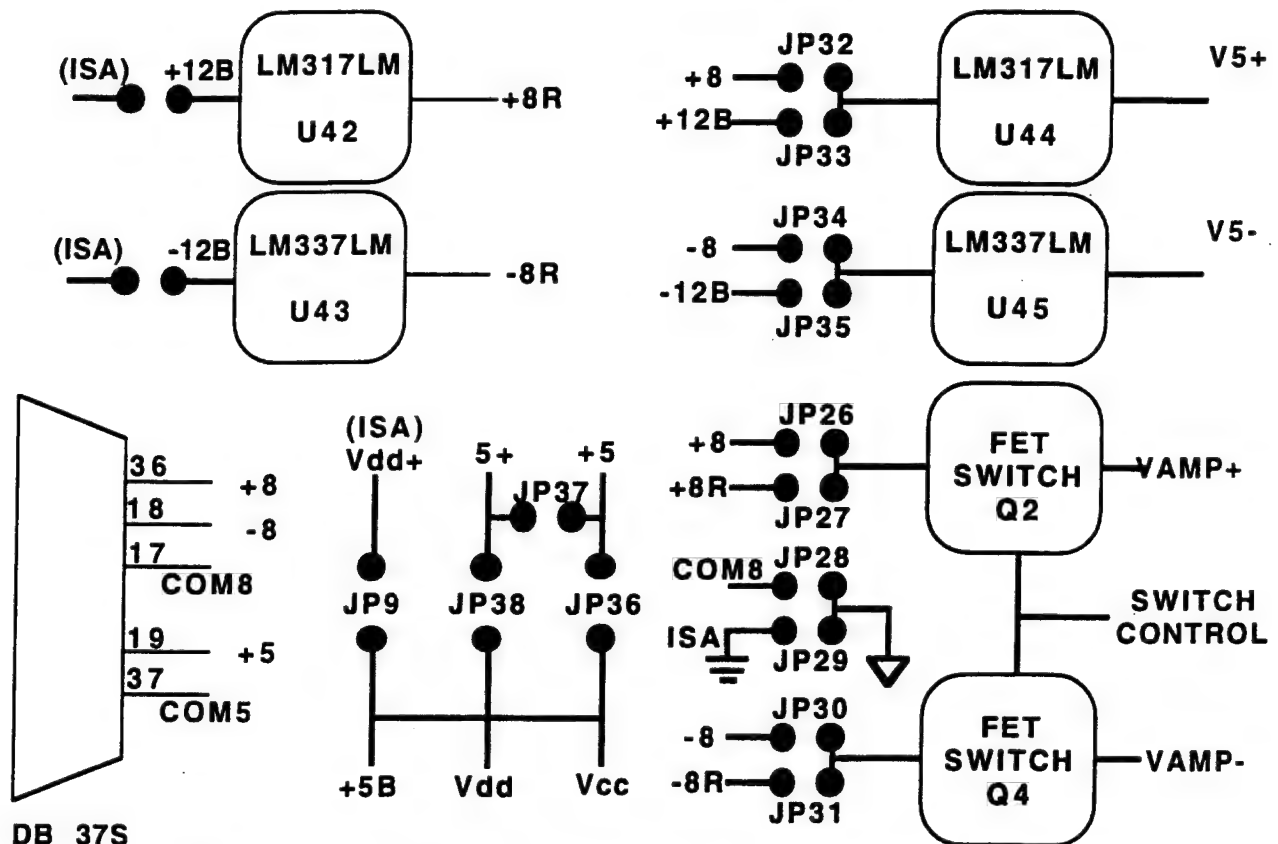 (ISA) +12B
LM317LM
U42
+8R
(ISA) -12B
LM337LM
U43
-8R
JP32
+8
+12B
JP33
LM317LM
U44
V5+
JP34
-8
-12B
JP35
LM337LM
U45
V5-
36 +8
18 -8
17 COM8
19 +5
37 COM5
DB 37S
(ISA)
Vdd+ 5+ +5
JP37
JP9 JP38 JP36
+5B Vdd Vcc
JP26
+8
+8R
JP27
FET
SWITCH
Q2
VAMP+
COM8 JP28
ISA
JP29
SWITCH
CONTROL
JP30
-8
-8R
JP31
FET
SWITCH
Q4
VAMP-